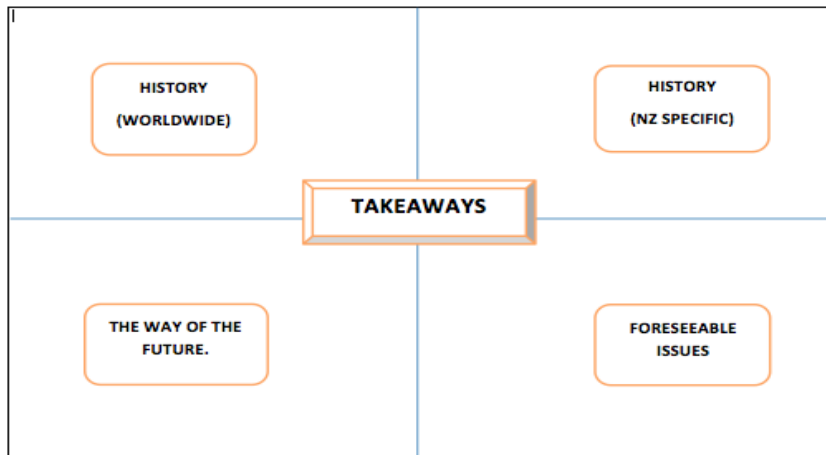 HISTORY
(WORLDWIDE)
HISTORY
(NZ SPECIFIC)
TAKEAWAYS
THE WAY OF THE
FUTURE.
FORESEEABLE
ISSUES